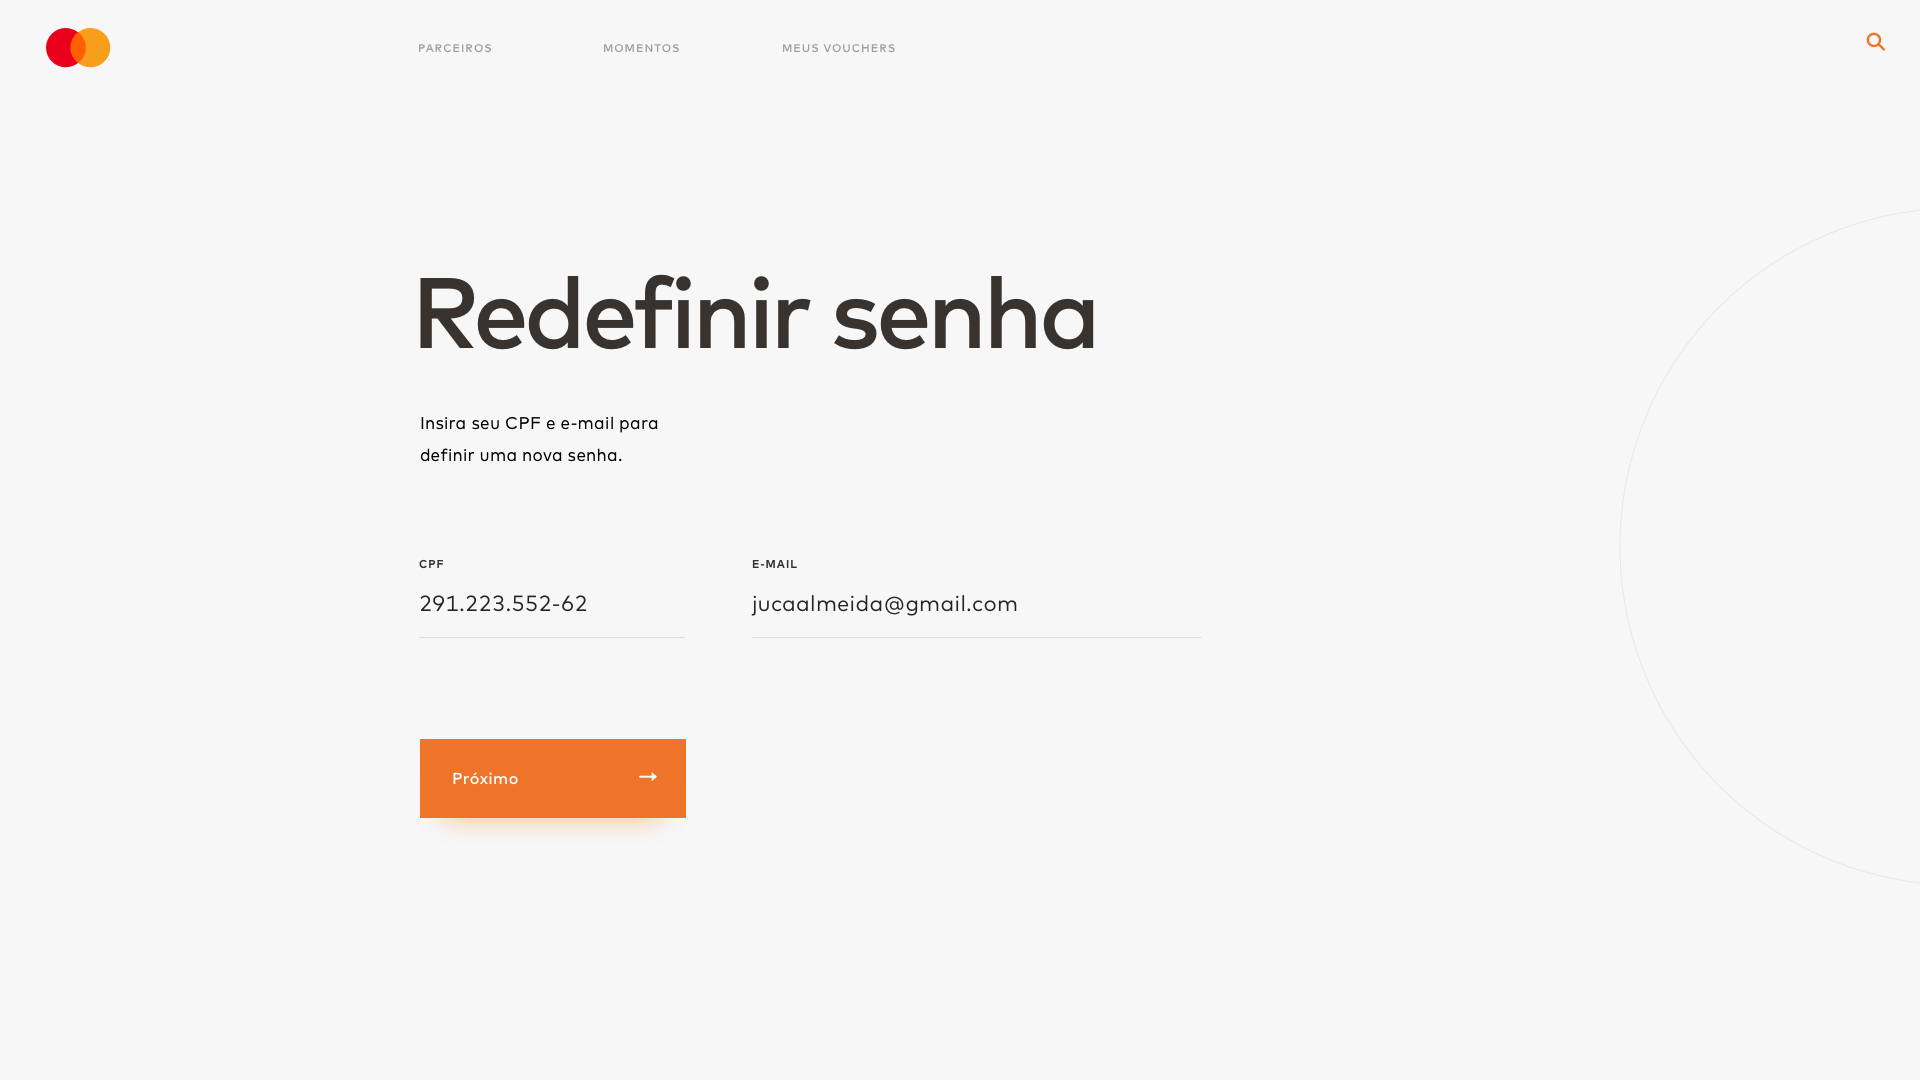 PARCEIROS MOMENTOS MEUS VOUCHERS
Redefinir senha
Insira seu CPF e e-mail para
definir uma nova senha.
CPF E-MAIL
291.223.552-62 jucaalmeida@gmail.com
Próximo